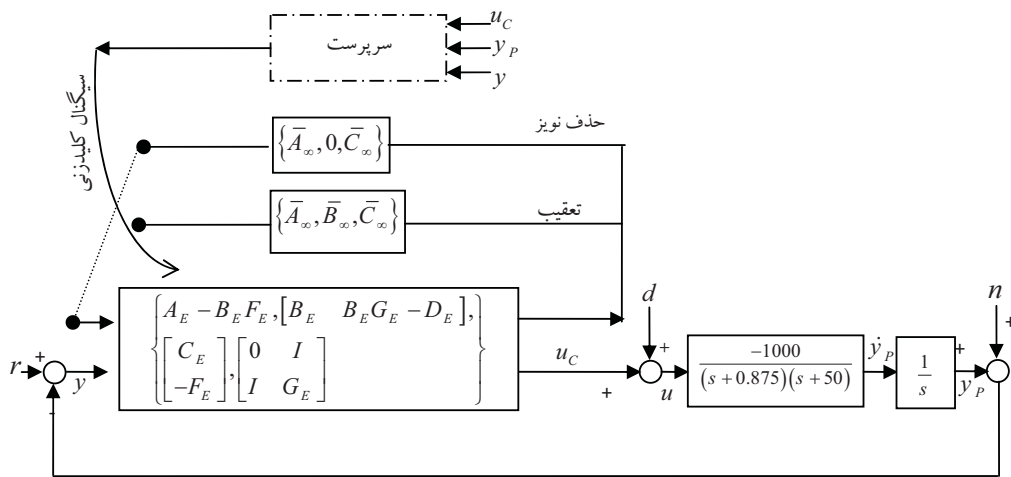 u_C
سرپرست
y_P
y
سیگنال کلیدزنی
حذف نویز
{A̅_∞, 0, C̅_∞}
تعقیب
{A̅_∞, B̅_∞, C̅_∞}
{A_E − B_E F_E, [B_E B_E G_E − D_E],
[C_E −F_E], [0 I I G_E]}
d
n
r
+
y
-
u_C
+
+
u
−1000 / (s + 0.875)(s + 50)
ẏ_P
1/s
+
y_P
+